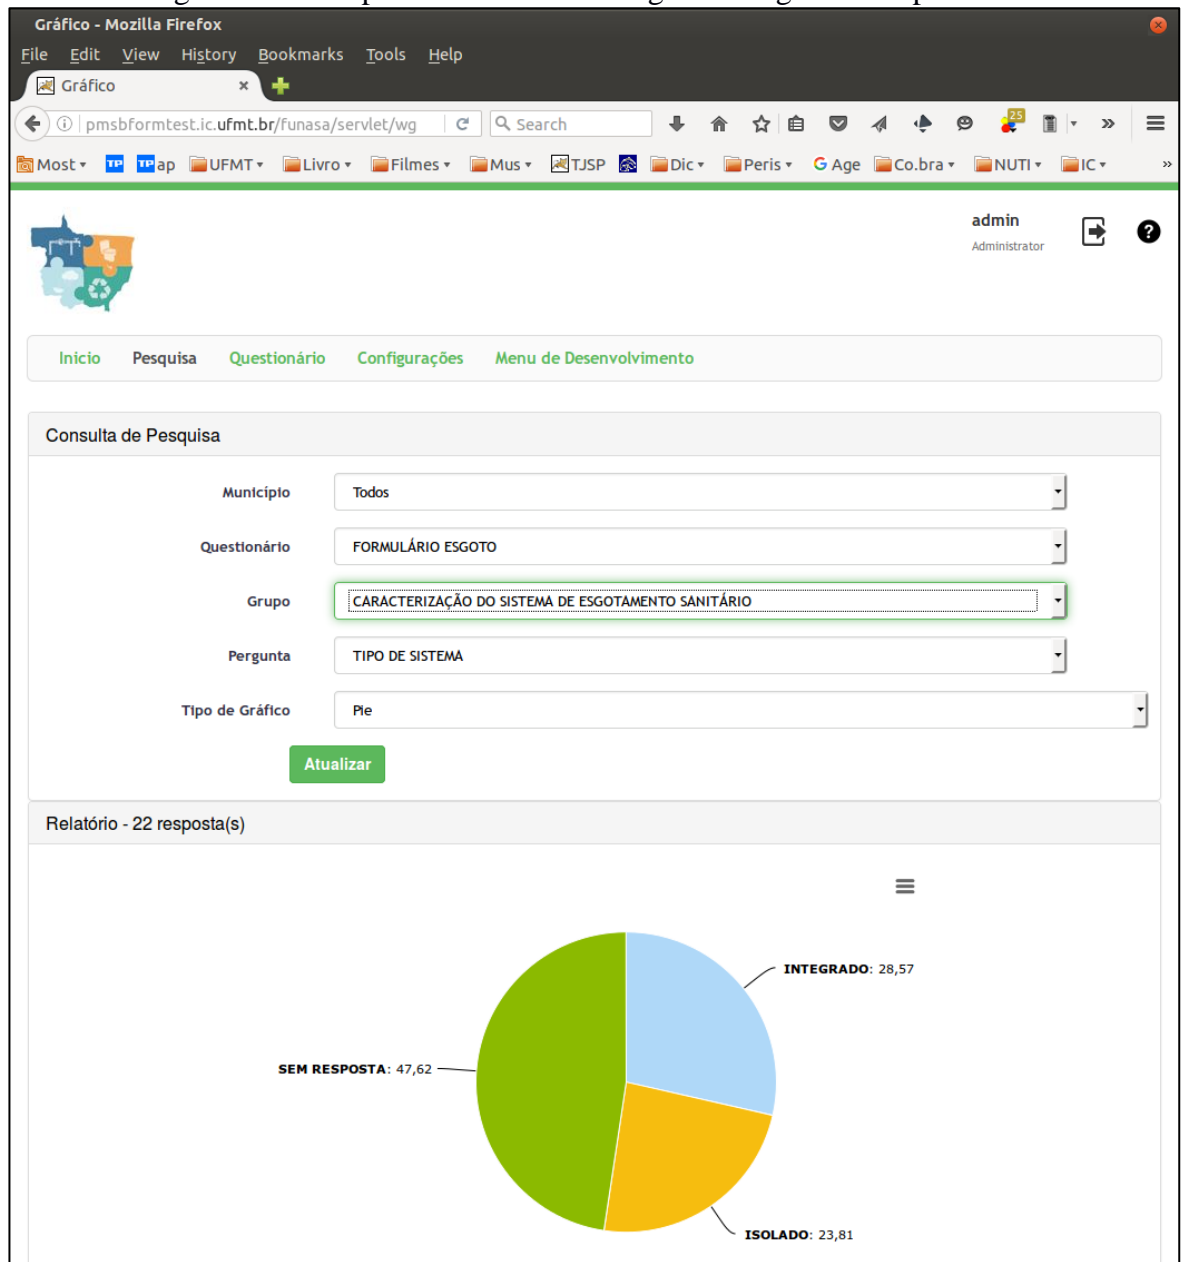 Gráfico - Mozilla Firefox
File Edit View History Bookmarks Tools Help
Gráfico
pmsbformtest.ic.ufmt.br/funasa/servlet/wg Search 25
Most TP TP ap UFMT Livro Filmes Mus TJSP Dic Peris G Age Co.bra NUTI IC »
admin
Administrator
Inicio Pesquisa Questionário Configurações Menu de Desenvolvimento
Consulta de Pesquisa
Município Todos
Questionário FORMULÁRIO ESGOTO
Grupo CARACTERIZAÇÃO DO SISTEMA DE ESGOTAMENTO SANITÁRIO
Pergunta TIPO DE SISTEMA
Tipo de Gráfico Pie
Atualizar
Relatório - 22 resposta(s)
INTEGRADO: 28,57
SEM RESPOSTA: 47,62
ISOLADO: 23,81